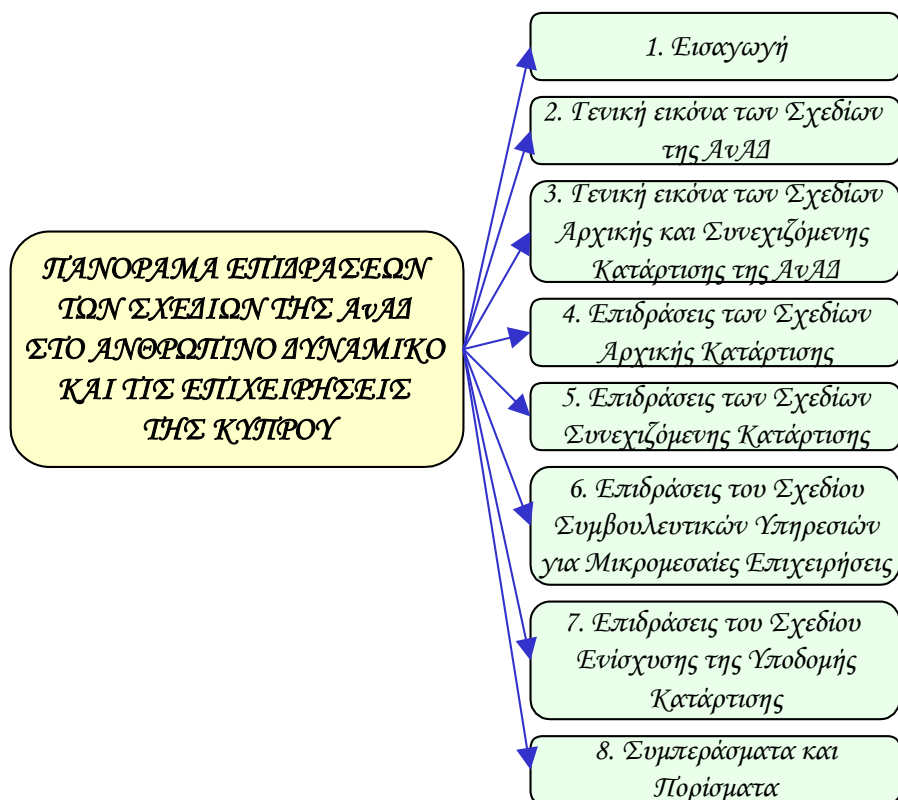 ΠΑΝΟΡΑΜΑ ΕΠΙΔΡΑΣΕΩΝ
ΤΩΝ ΣΧΕΔΙΩΝ ΤΗΣ ΑνΑΔ
ΣΤΟ ΑΝΘΡΩΠΙΝΟ ΔΥΝΑΜΙΚΟ
ΚΑΙ ΤΙΣ ΕΠΙΧΕΙΡΗΣΕΙΣ
ΤΗΣ ΚΥΠΡΟΥ
1. Εισαγωγή
2. Γενική εικόνα των Σχεδίων
της ΑνΑΔ
3. Γενική εικόνα των Σχεδίων
Αρχικής και Συνεχιζόμενης
Κατάρτισης της ΑνΑΔ
4. Επιδράσεις των Σχεδίων
Αρχικής Κατάρτισης
5. Επιδράσεις των Σχεδίων
Συνεχιζόμενης Κατάρτισης
6. Επιδράσεις του Σχεδίου
Συμβουλευτικών Υπηρεσιών
για Μικρομεσαίες Επιχειρήσεις
7. Επιδράσεις του Σχεδίου
Ενίσχυσης της Υποδομής
Κατάρτισης
8. Συμπεράσματα και
Πορίσματα